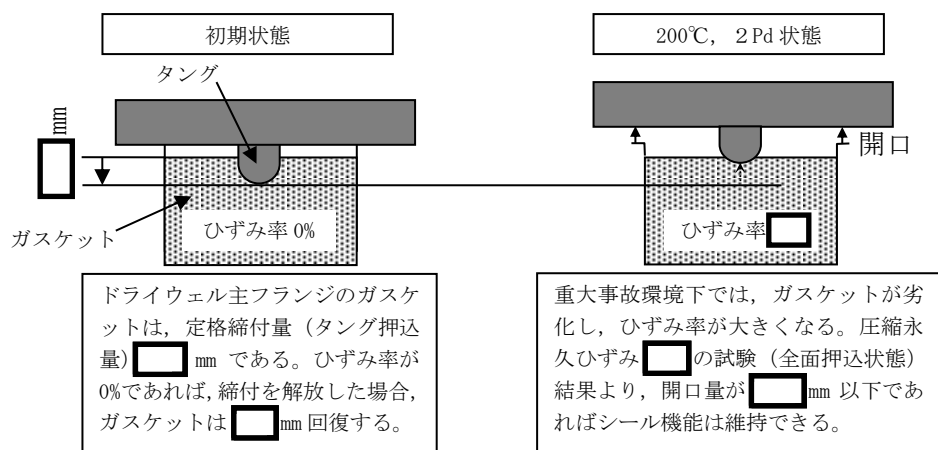 初期状態
200℃，２Pd 状態
タング
mm
開口
ガスケット
ひずみ率 0%
ひずみ率
ドライウェル主フランジのガスケ
ットは，定格締付量（タング押込
量） mm である。ひずみ率が
0%であれば,締付を解放した場合,
ガスケットは mm 回復する。
重大事故環境下では，ガスケットが劣
化し，ひずみ率が大きくなる。圧縮永
久ひずみ の試験（全面押込状態）
結果より，開口量が mm 以下であ
ればシール機能は維持できる。